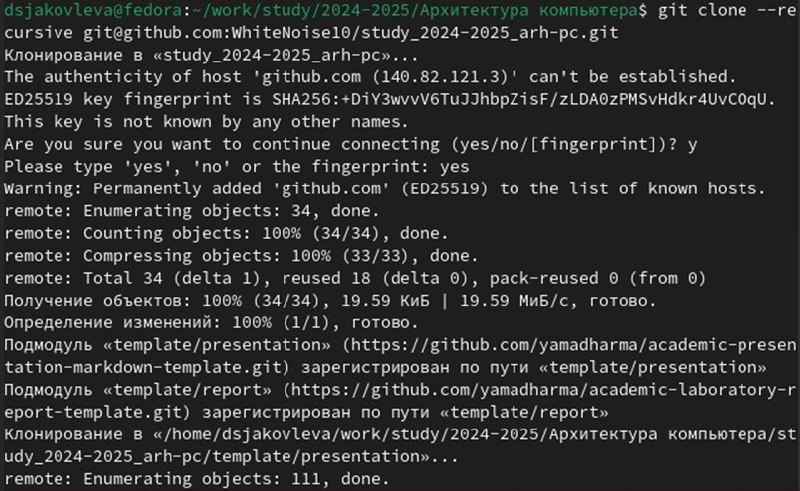 dsjakovleva@fedora:~/work/study/2024-2025/Архитектура компьютера$ git clone --re
cursive git@github.com:WhiteNoise10/study_2024-2025_arh-pc.git
Клонирование в «study_2024-2025_arh-pc»...
The authenticity of host 'github.com (140.82.121.3)' can't be established.
ED25519 key fingerprint is SHA256:+DiY3wvvV6TuJJhbpZisF/zLDA0zPMSvHdkr4UvCOqU.
This key is not known by any other names.
Are you sure you want to continue connecting (yes/no/[fingerprint])? y
Please type 'yes', 'no' or the fingerprint: yes
Warning: Permanently added 'github.com' (ED25519) to the list of known hosts.
remote: Enumerating objects: 34, done.
remote: Counting objects: 100% (34/34), done.
remote: Compressing objects: 100% (33/33), done.
remote: Total 34 (delta 1), reused 18 (delta 0), pack-reused 0 (from 0)
Получение объектов: 100% (34/34), 19.59 КиБ | 19.59 МиБ/с, готово.
Определение изменений: 100% (1/1), готово.
Подмодуль «template/presentation» (https://github.com/yamadharma/academic-presen
tation-markdown-template.git) зарегистрирован по пути «template/presentation»
Подмодуль «template/report» (https://github.com/yamadharma/academic-laboratory-r
eport-template.git) зарегистрирован по пути «template/report»
Клонирование в «/home/dsjakovleva/work/study/2024-2025/Архитектура компьютера/st
udy_2024-2025_arh-pc/template/presentation»...
remote: Enumerating objects: 111, done.